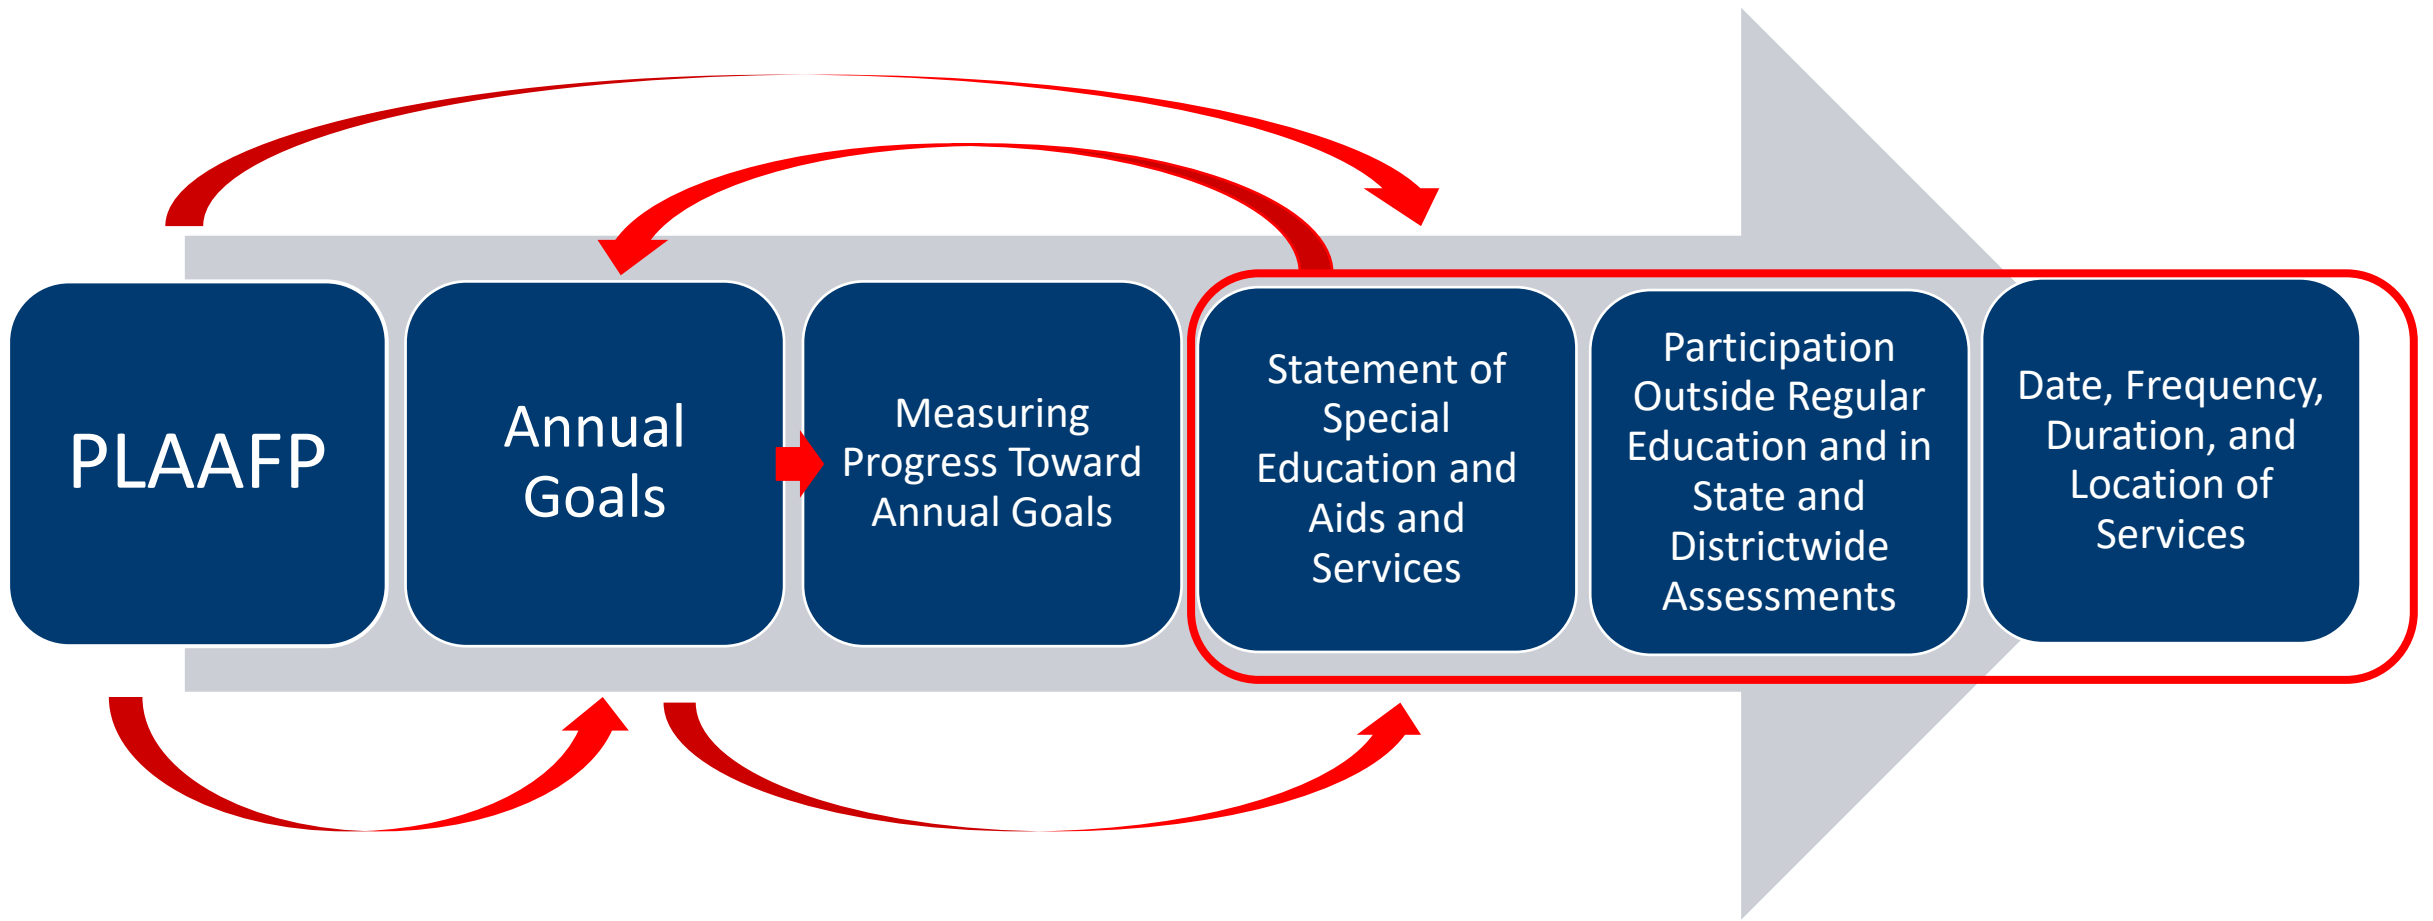 PLAAFP
Annual
Goals
Measuring
Progress Toward
Annual Goals
Statement of
Special
Education and
Aids and
Services
Participation
Outside Regular
Education and in
State and
Districtwide
Assessments
Date, Frequency,
Duration, and
Location of
Services